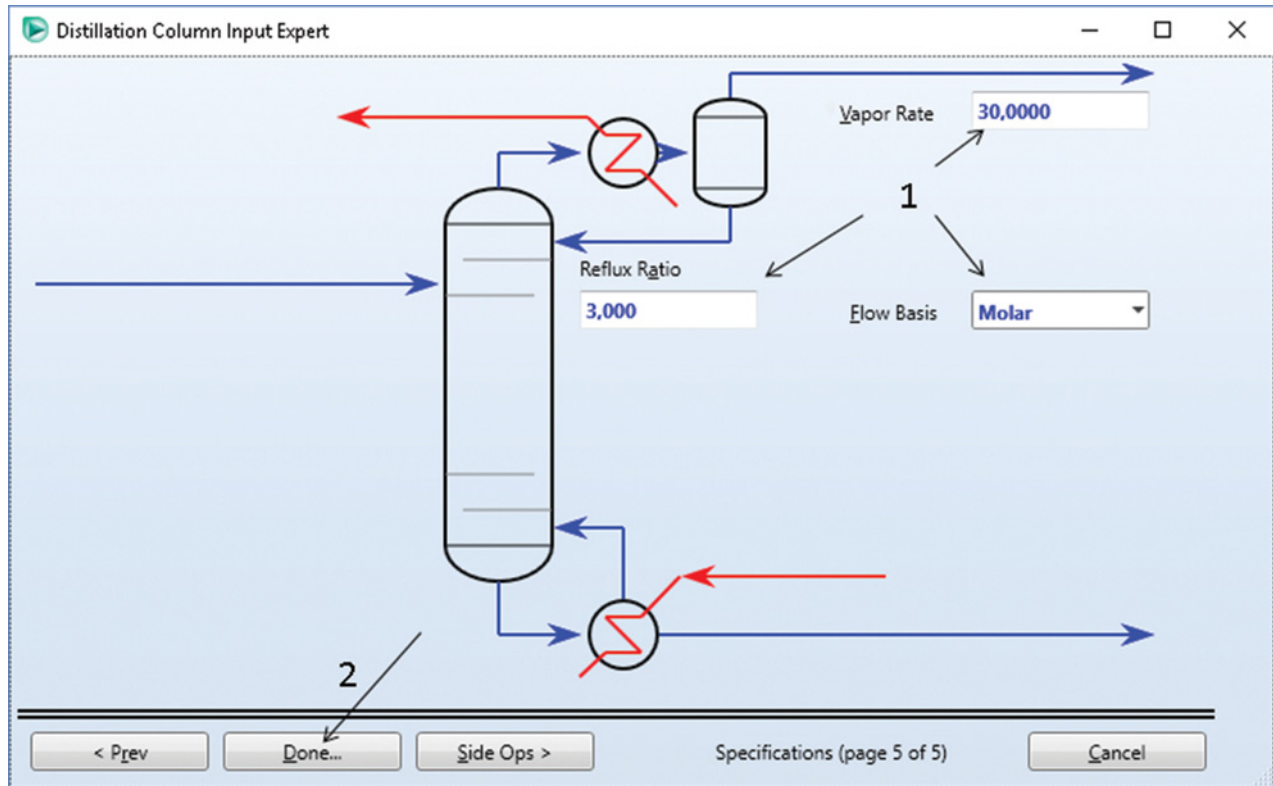 Distillation Column Input Expert
Vapor Rate 30,0000
1
Reflux Ratio
3,000
Flow Basis Molar
2
< Prev Done... Side Ops > Specifications (page 5 of 5) Cancel